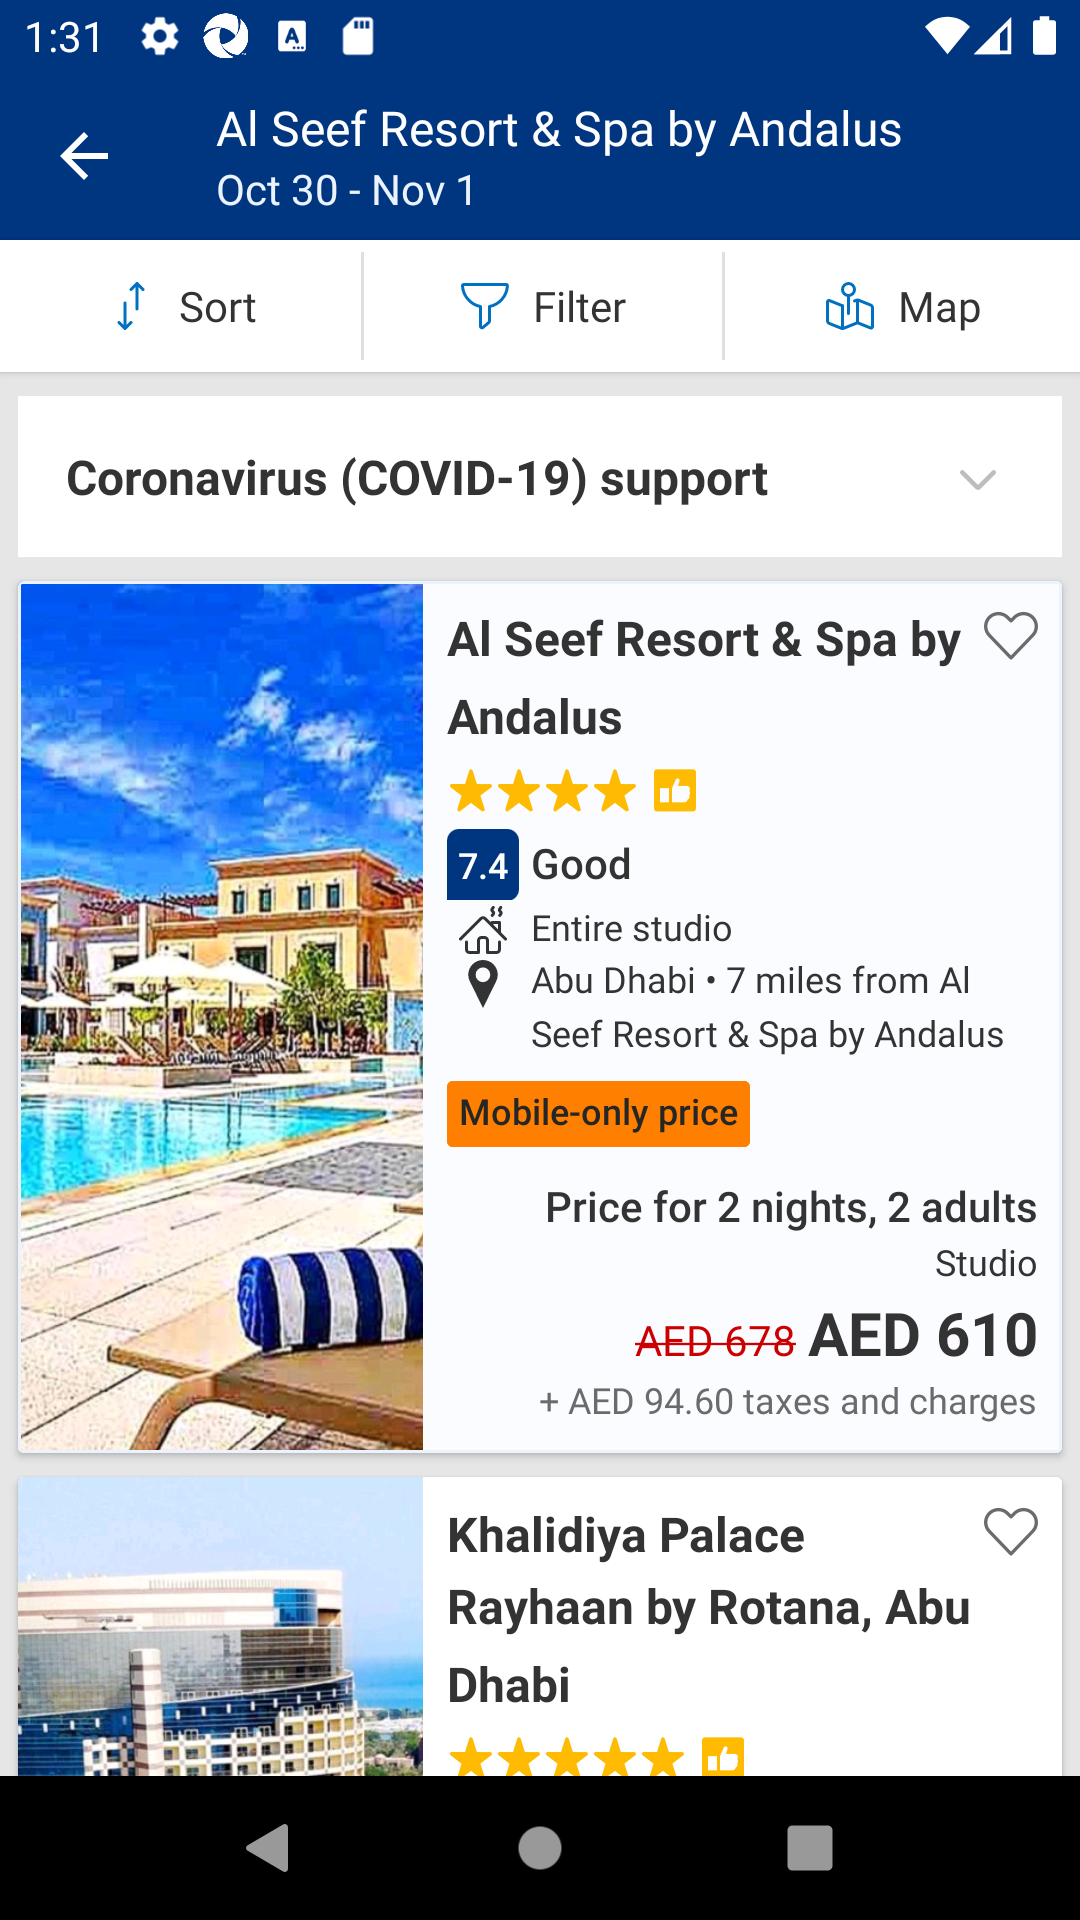 1:31
Al Seef Resort & Spa by Andalus
Oct 30 - Nov 1
Sort
Filter
Map
Coronavirus (COVID-19) support
Al Seef Resort & Spa by
Andalus
7.4 Good
Entire studio
Abu Dhabi • 7 miles from Al
Seef Resort & Spa by Andalus
Mobile-only price
Price for 2 nights, 2 adults
Studio
AED 678 AED 610
+ AED 94.60 taxes and charges
Khalidiya Palace
Rayhaan by Rotana, Abu
Dhabi